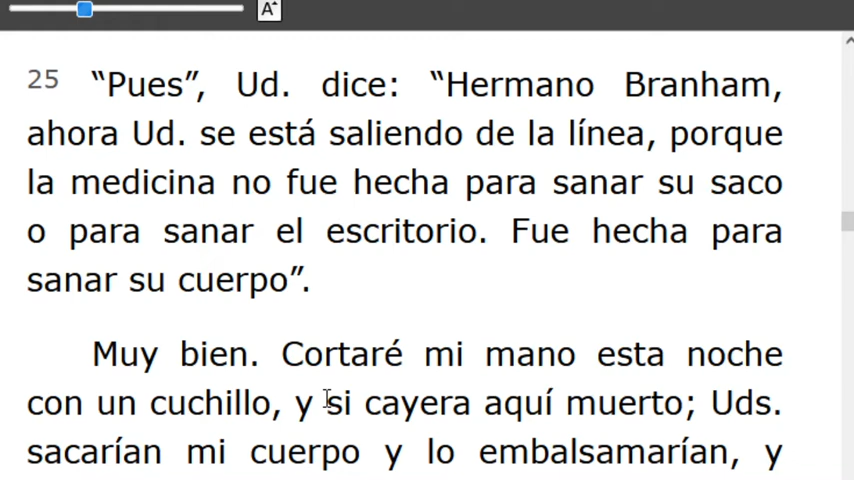 A
25 “Pues”, Ud. dice: “Hermano Branham,
ahora Ud. se está saliendo de la línea, porque
la medicina no fue hecha para sanar su saco
o para sanar el escritorio. Fue hecha para
sanar su cuerpo”.
Muy bien. Cortaré mi mano esta noche
con un cuchillo, y si cayera aquí muerto; Uds.
sacarían mi cuerpo y lo embalsamarían, y